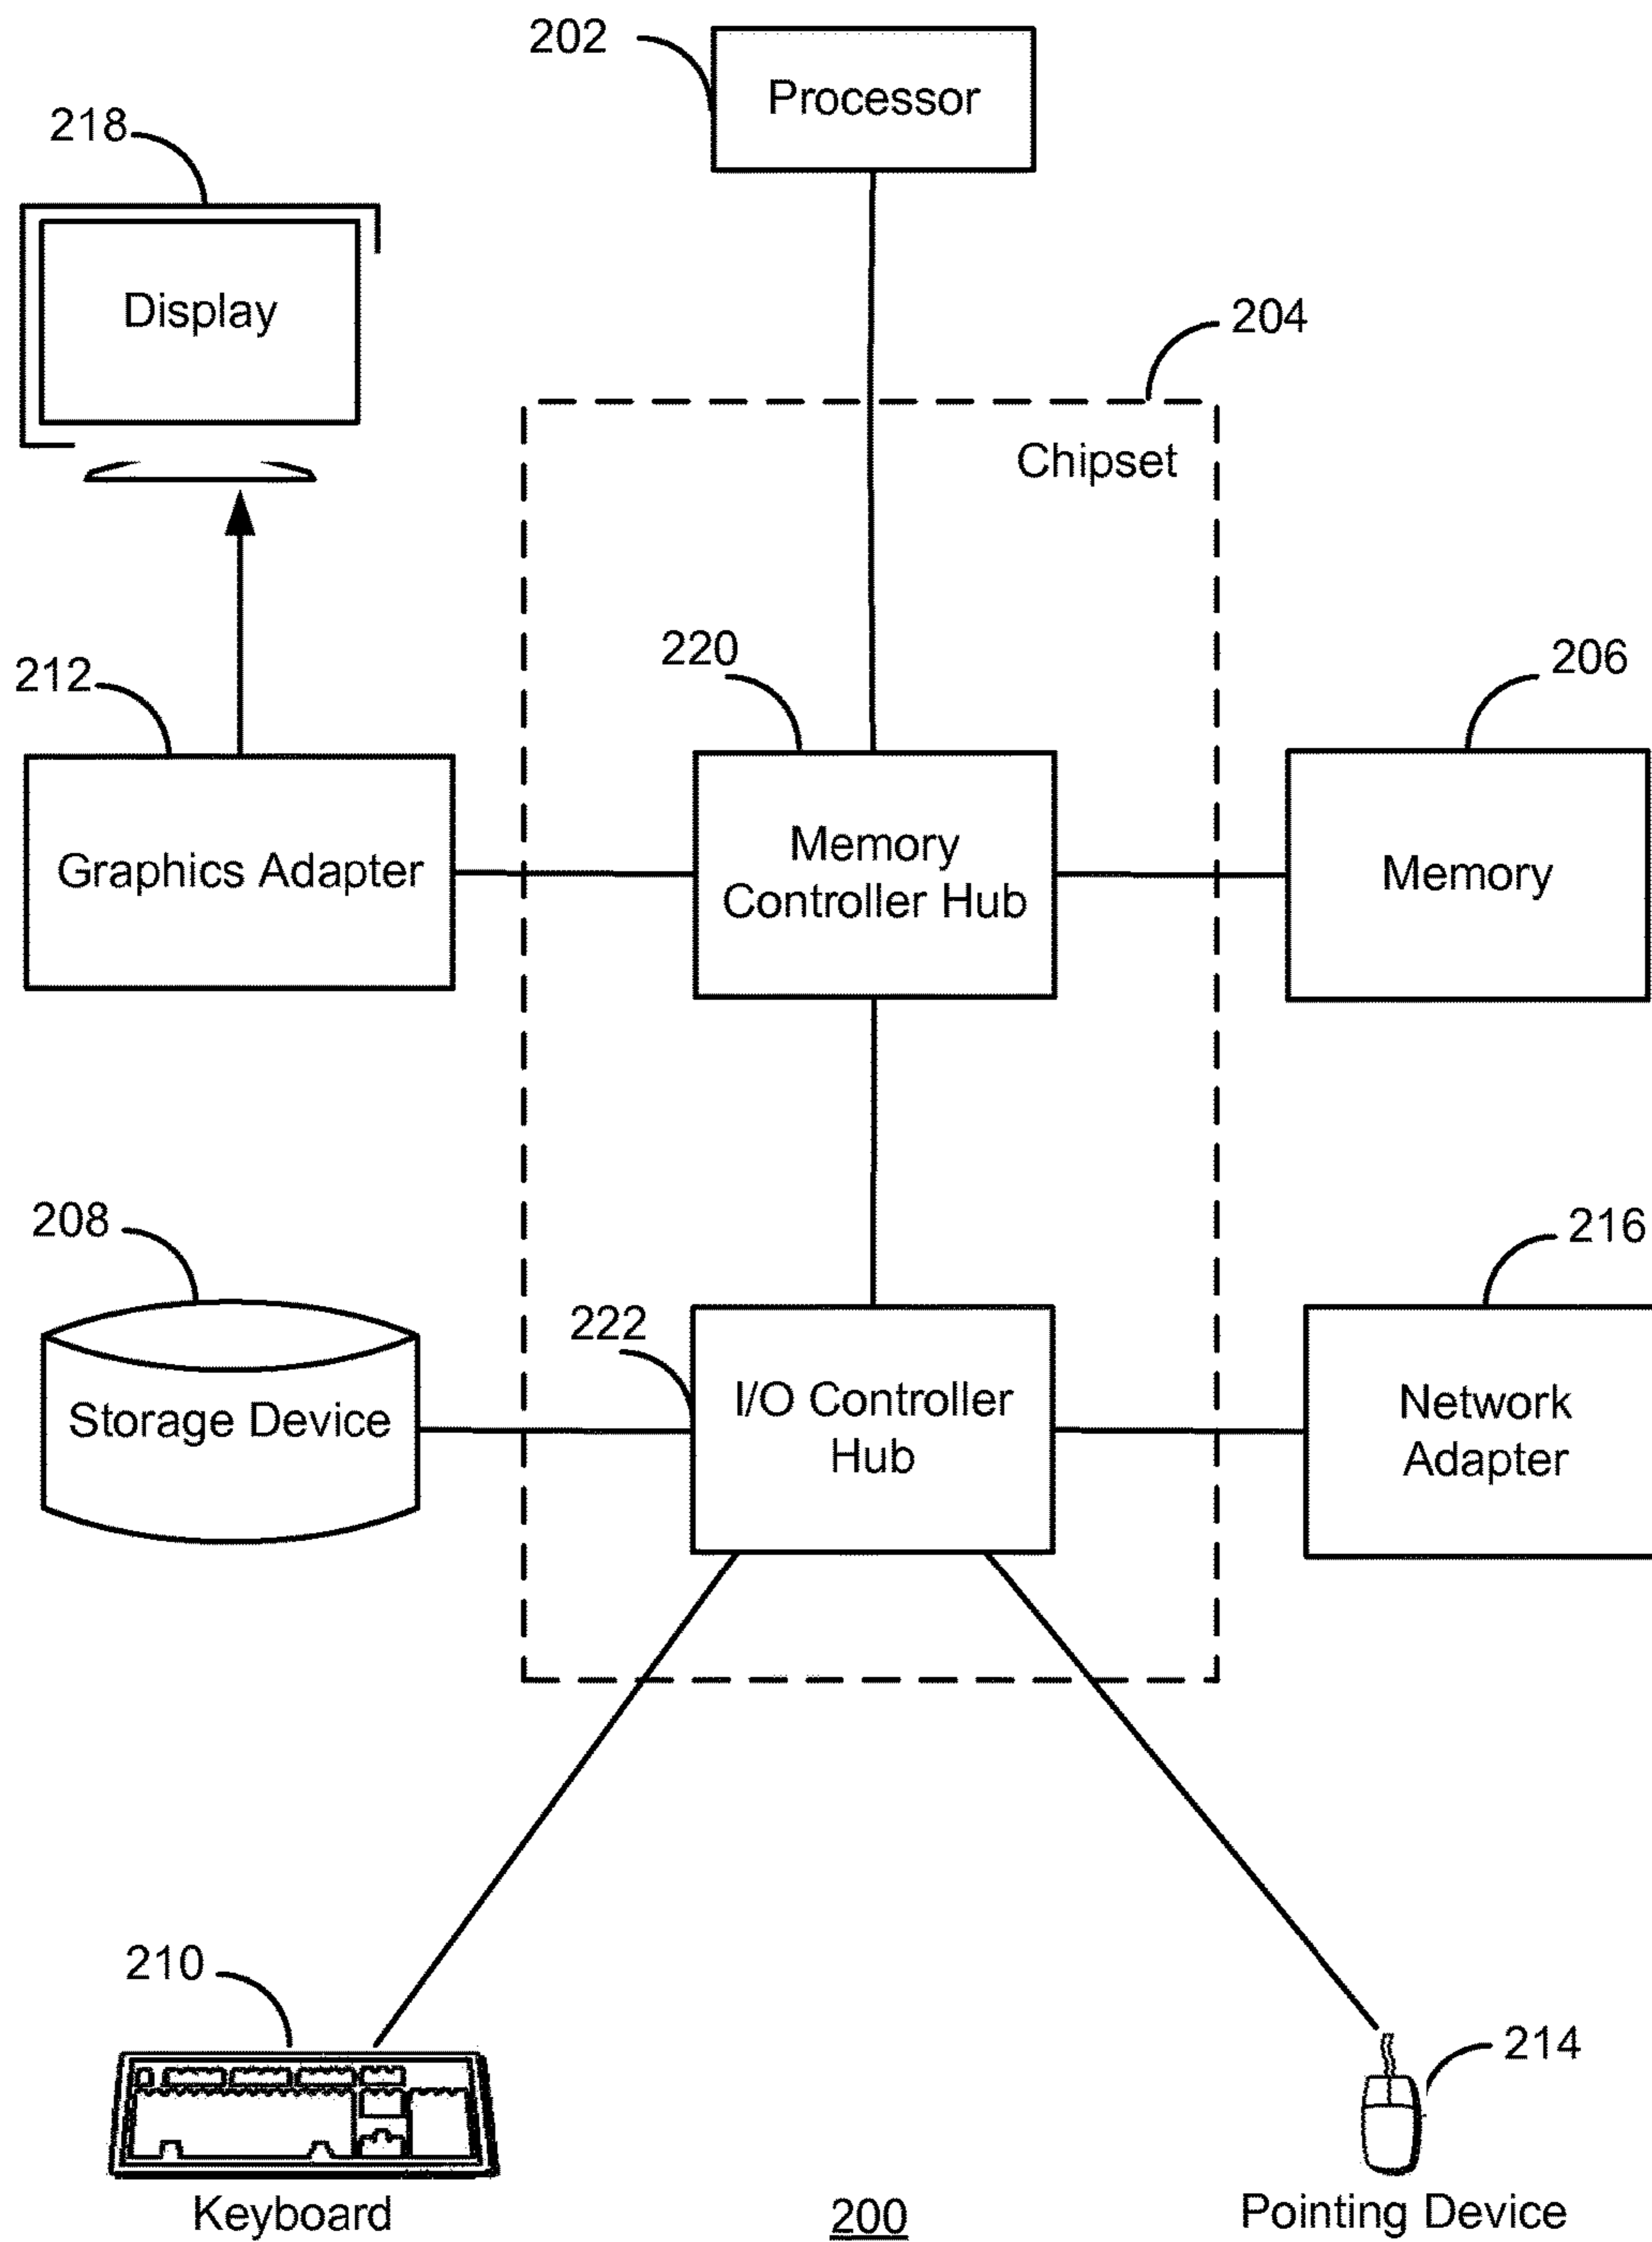 202
Processor
218
Display
204
Chipset
220
206
212
Memory
Controller Hub
Graphics Adapter
Memory
208
216
222
I/O Controller
Hub
Storage Device
Network
Adapter
210
214
Keyboard
200
Pointing Device